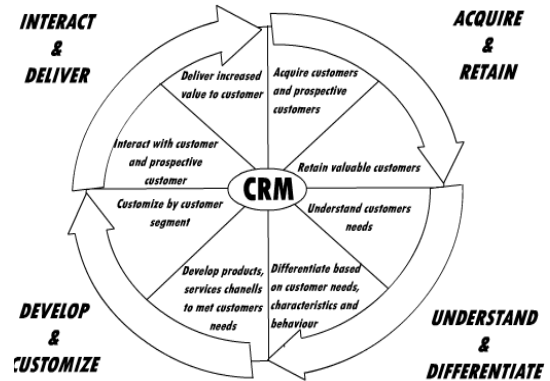 INTERACT
&
DELIVER
ACQUIRE
&
RETAIN
Deliver increased
value to customer
Acquire customers
and prospective
customers
Interact with customer
and prospective
customer
Retain valuable customers
CRM
Customize by customer
segment
Understand customers
needs
Develop products,
services chanells
to met customers
needs
Differentiate based
on customer needs,
characteristics and
behaviour
DEVELOP
&
CUSTOMIZE
UNDERSTAND
&
DIFFERENTIATE